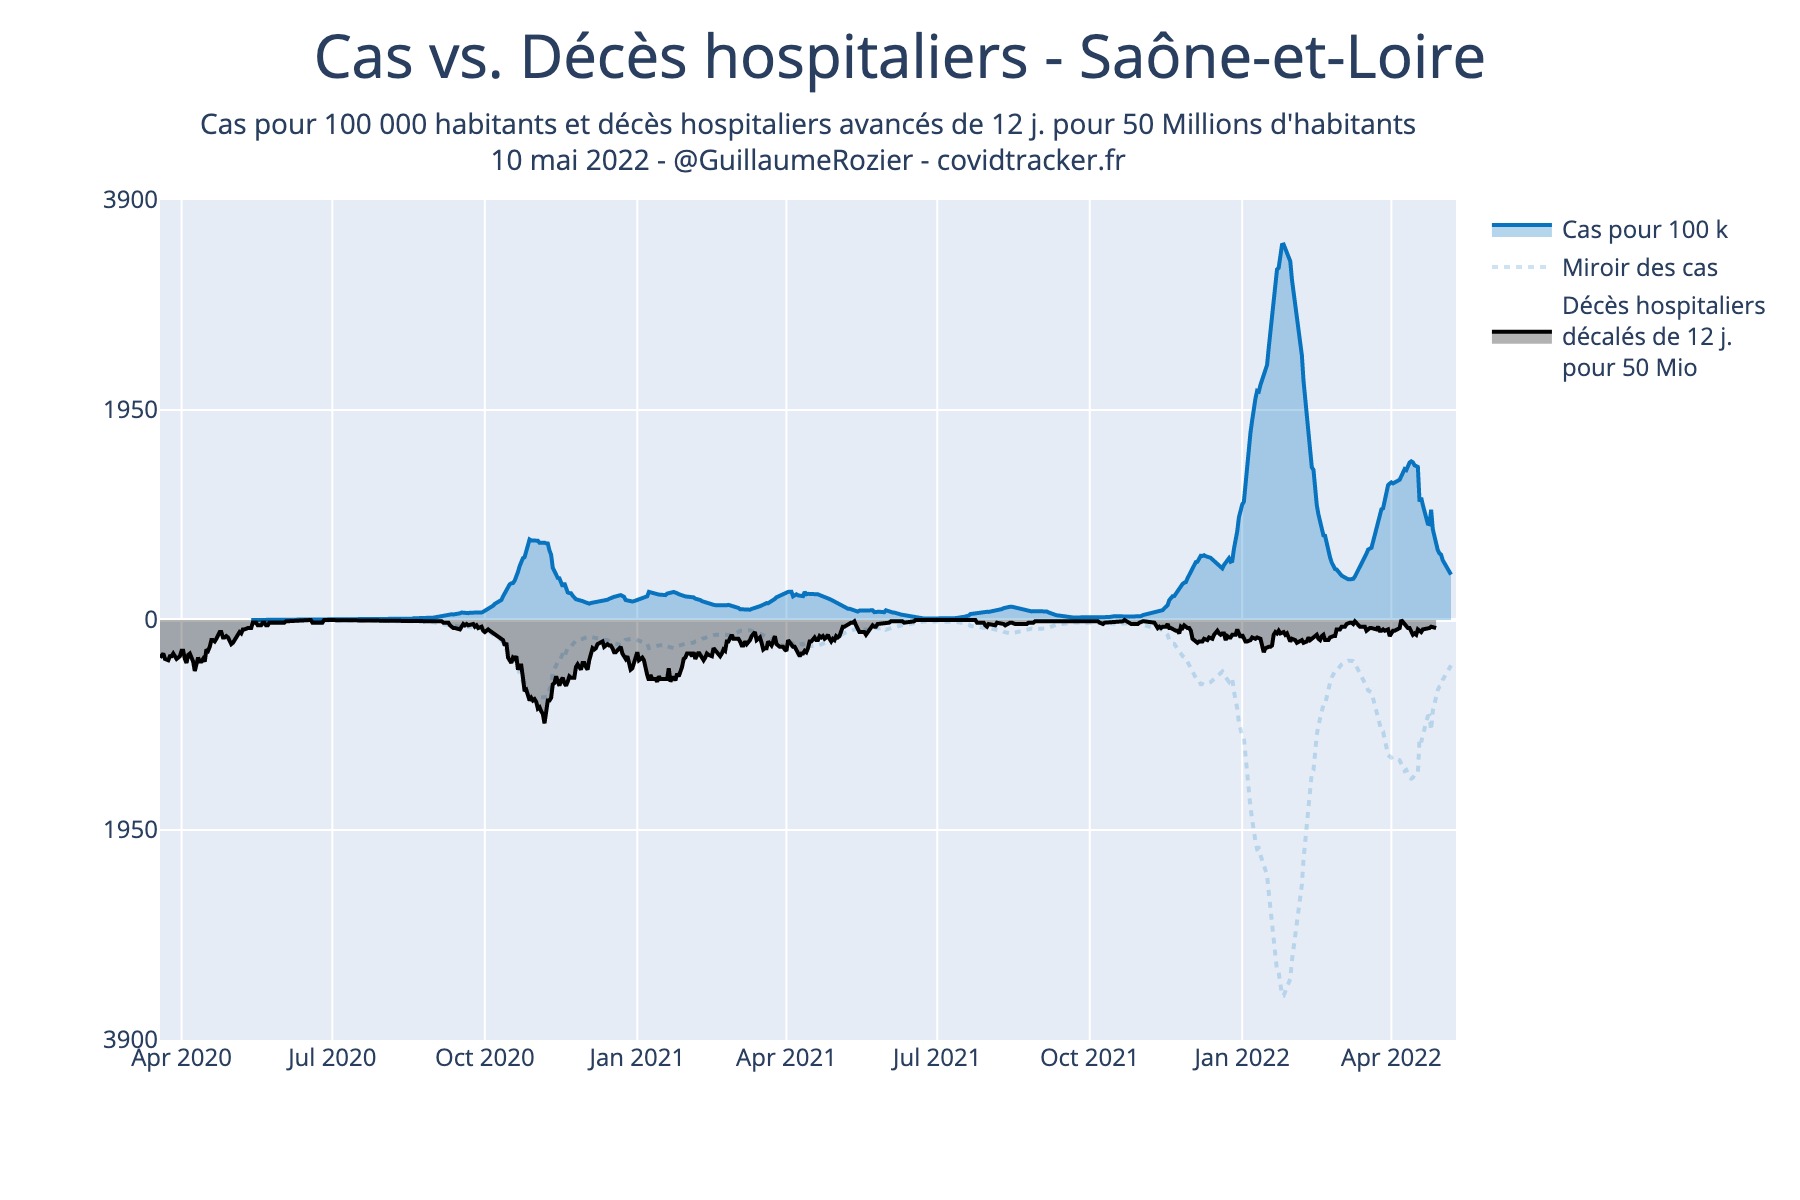 Cas vs. Décès hospitaliers - Saône-et-Loire
Cas pour 100 000 habitants et décès hospitaliers avancés de 12 j. pour 50 Millions d'habitants
10 mai 2022 - @GuillaumeRozier - covidtracker.fr
3900
1950
0
1950
3900
Apr 2020
Jul 2020
Oct 2020
Jan 2021
Apr 2021
Jul 2021
Oct 2021
Jan 2022
Apr 2022
Cas pour 100 k
Miroir des cas
Décès hospitaliers
décalés de 12 j.
pour 50 Mio